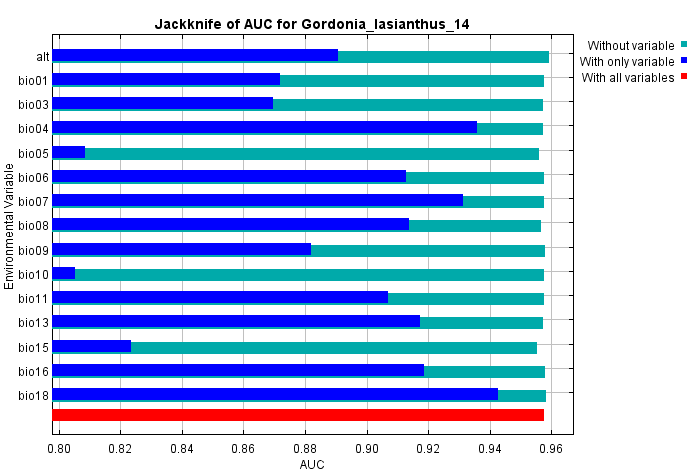 Jackknife of AUC for Gordonia_lasianthus_14
Without variable
With only variable
With all variables
Environmental Variable
alt
bio01
bio03
bio04
bio05
bio06
bio07
bio08
bio09
bio10
bio11
bio13
bio15
bio16
bio18
0.80 0.82 0.84 0.86 0.88 0.90 0.92 0.94 0.96
AUC